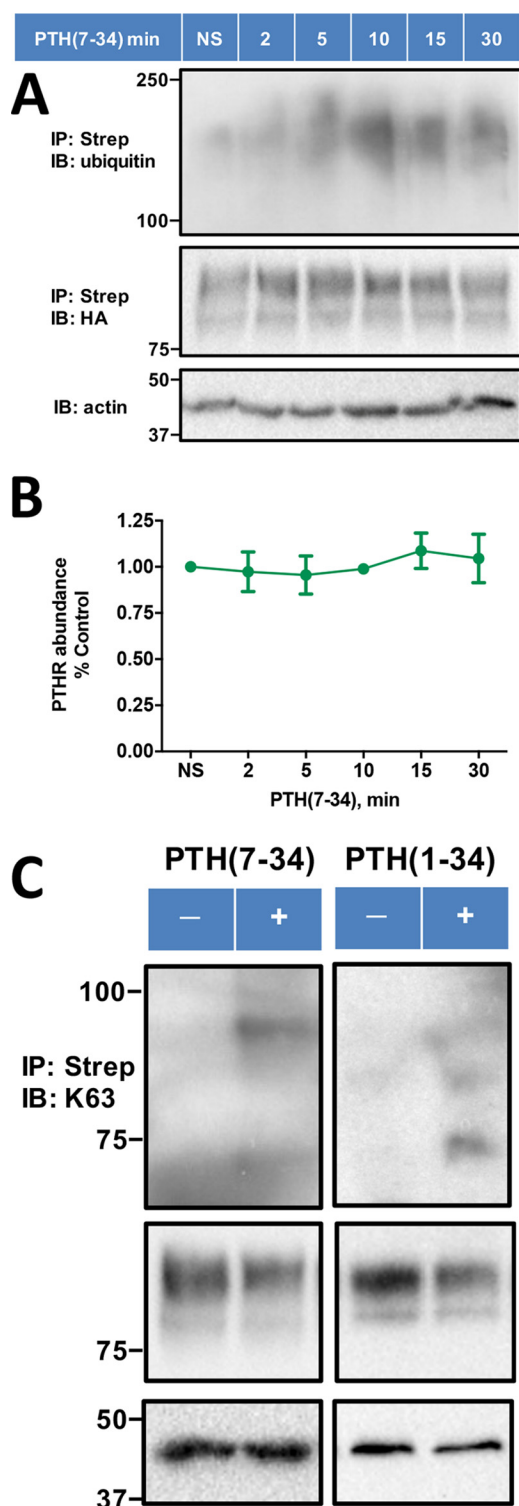 PTH(7-34) min NS 2 5 10 15 30
A
250
IP: Strep
IB: ubiquitin
100
IP: Strep
IB: HA
75
50
IB: actin
37
B
1.25
1.00
0.75
0.50
0.25
0.00
PTHR abundance
% Control
NS 2 5 10 15 30
PTH(7-34), min
C
PTH(7-34) PTH(1-34)
– + – +
100
IP: Strep
IB: K63
75
75
50
37